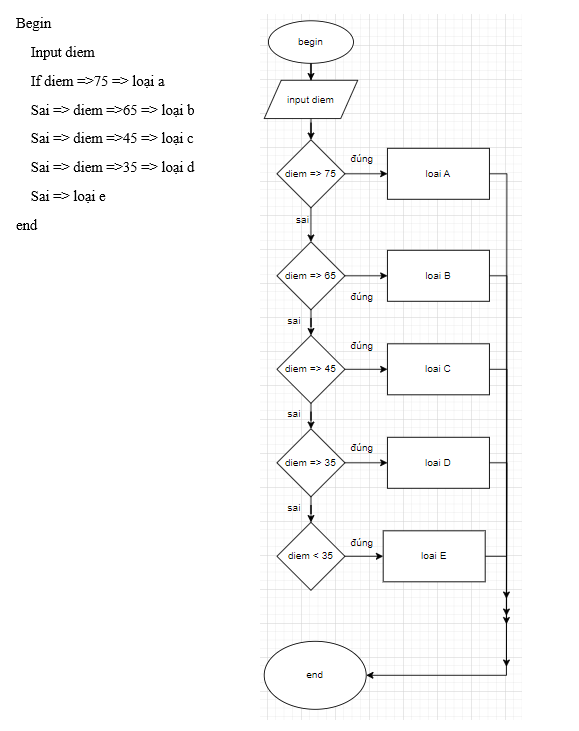 Begin
Input diem
If diem =>75 => loại a
Sai => diem =>65 => loại b
Sai => diem =>45 => loại c
Sai => diem =>35 => loại d
Sai => loại e
end
begin
input diem
diem => 75
đúng
loai A
sai
diem => 65
đúng
loai B
sai
diem => 45
đúng
loai C
sai
diem => 35
đúng
loai D
sai
diem < 35
đúng
loai E
end